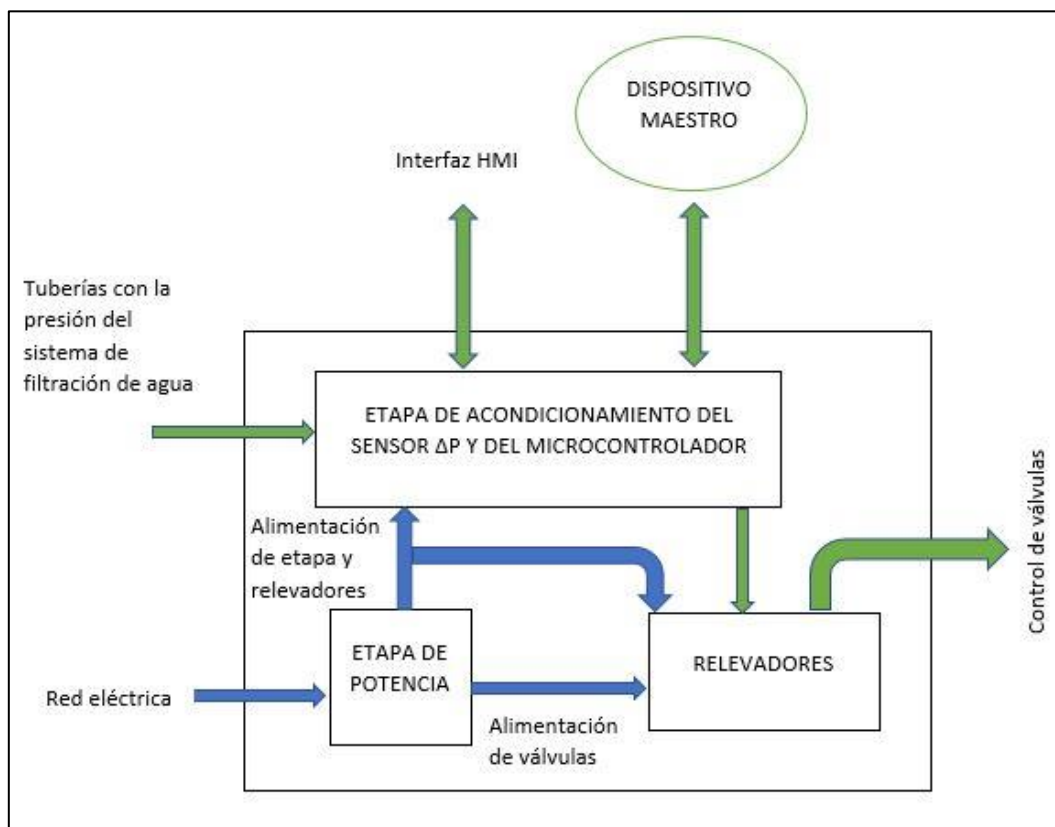 DISPOSITIVO
MAESTRO
Interfaz HMI
Tuberías con la
presión del
sistema de
filtración de agua
ETAPA DE ACONDICIONAMIENTO DEL
SENSOR ΔP Y DEL MICROCONTROLADOR
Alimentación
de etapa y
relevadores
Control de válvulas
ETAPA DE
POTENCIA
RELEVADORES
Red eléctrica
Alimentación
de válvulas